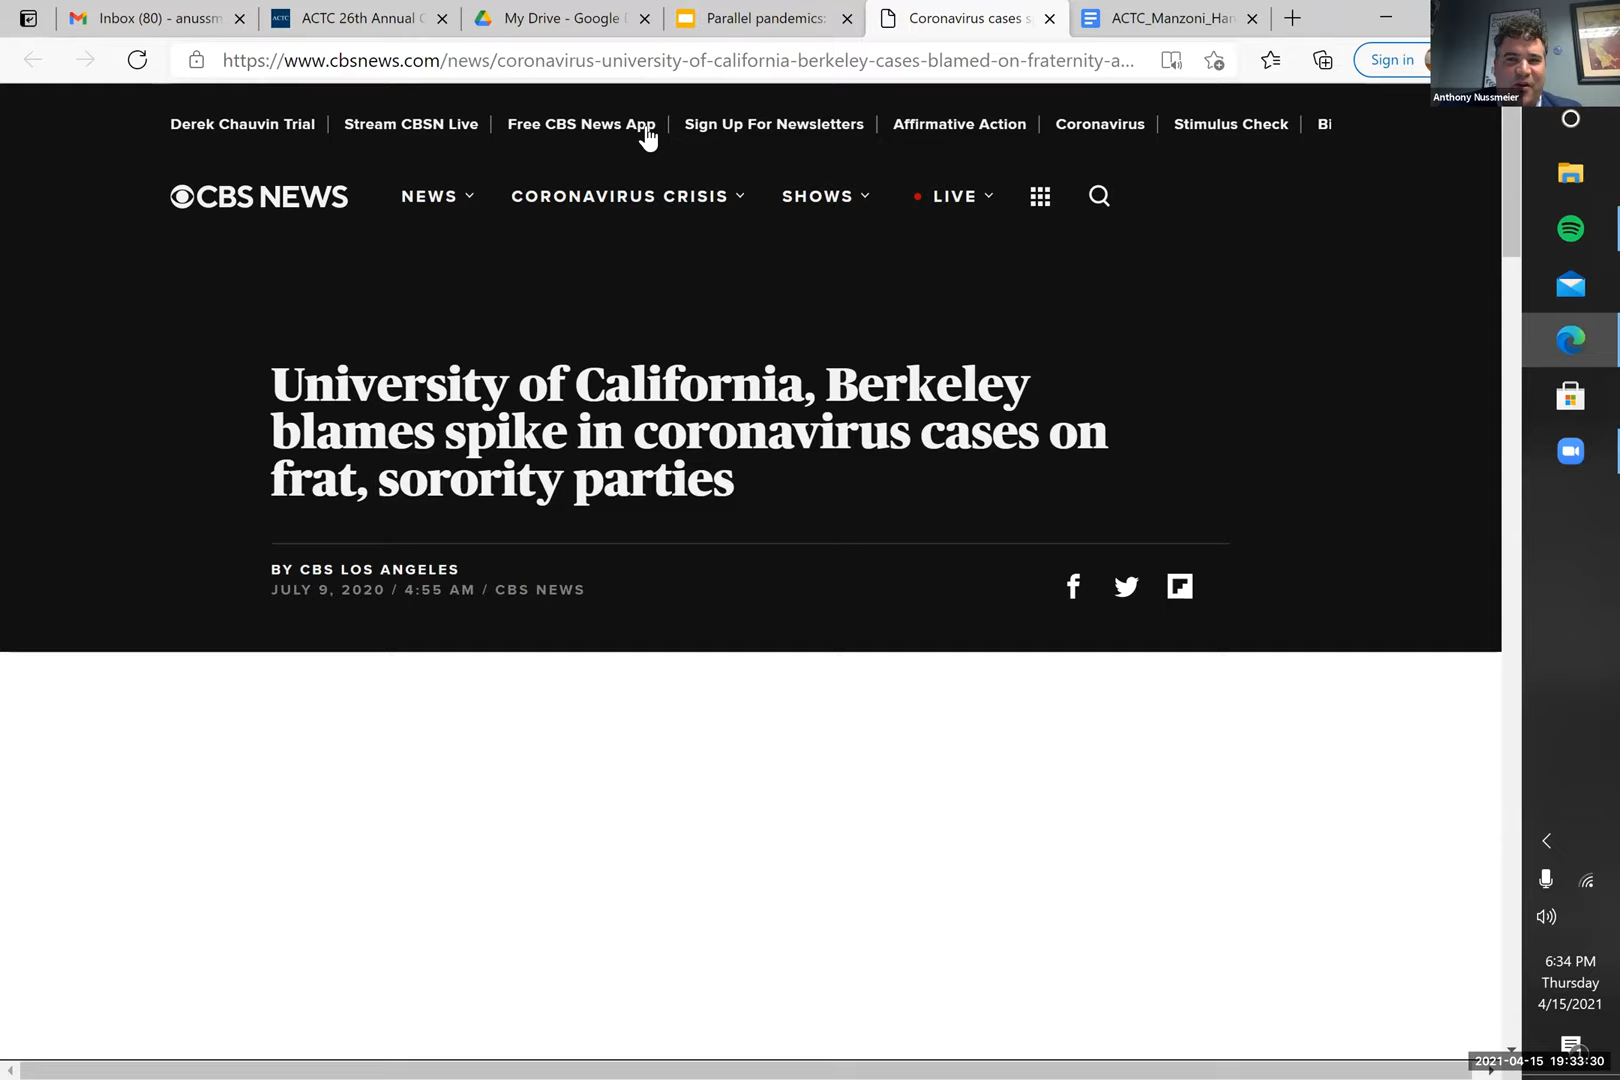 Inbox (80) - anussm
ACTC 26th Annual C
My Drive - Google D
Parallel pandemics:
Coronavirus cases s
ACTC_Manzoni_Har
https://www.cbsnews.com/news/coronavirus-university-of-california-berkeley-cases-blamed-on-fraternity-a...
Sign in
Anthony Nussmeier
Derek Chauvin Trial
Stream CBSN Live
Free CBS News App
Sign Up For Newsletters
Affirmative Action
Coronavirus
Stimulus Check
Bi
CBS NEWS
NEWS
CORONAVIRUS CRISIS
SHOWS
LIVE
University of California, Berkeley
blames spike in coronavirus cases on
frat, sorority parties
BY CBS LOS ANGELES
JULY 9, 2020 / 4:55 AM / CBS NEWS
6:34 PM
Thursday
4/15/2021
2021-04-15 19:33:30